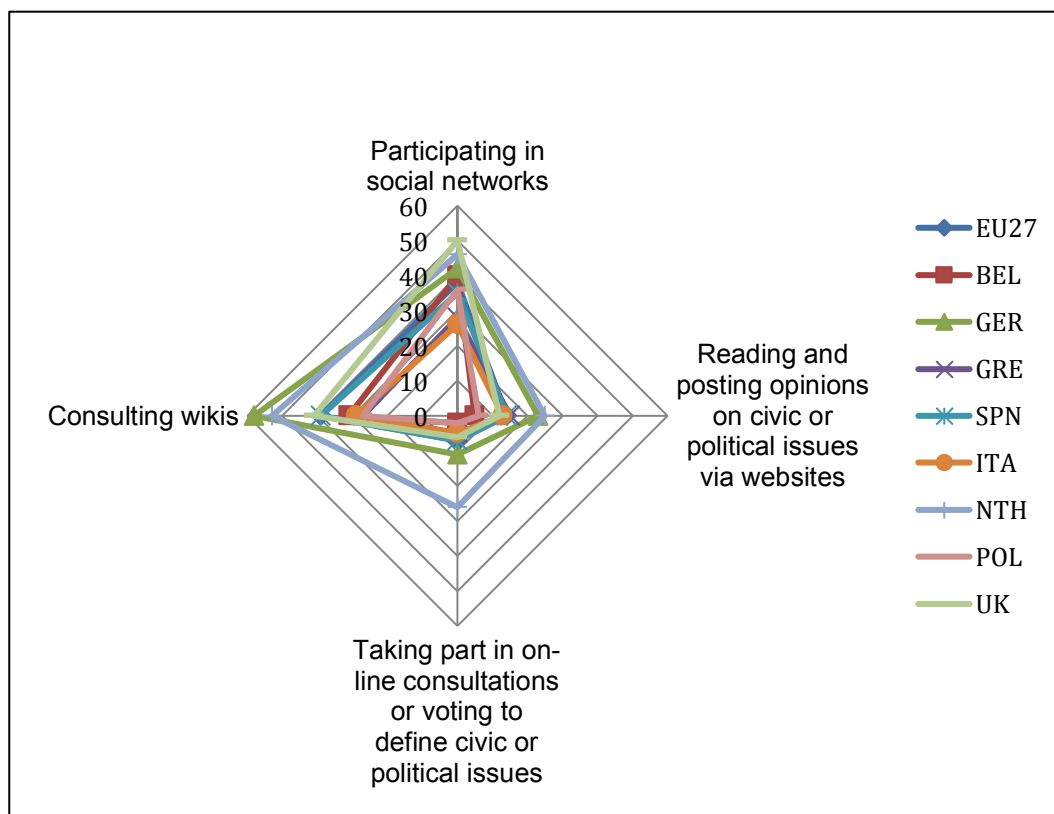 Participating in
social networks
60
50
40
30
20
10
0
Consulting wikis
Reading and
posting opinions
on civic or
political issues
via websites
Taking part in on-
line consultations
or voting to
define civic or
political issues
EU27
BEL
GER
GRE
SPN
ITA
NTH
POL
UK